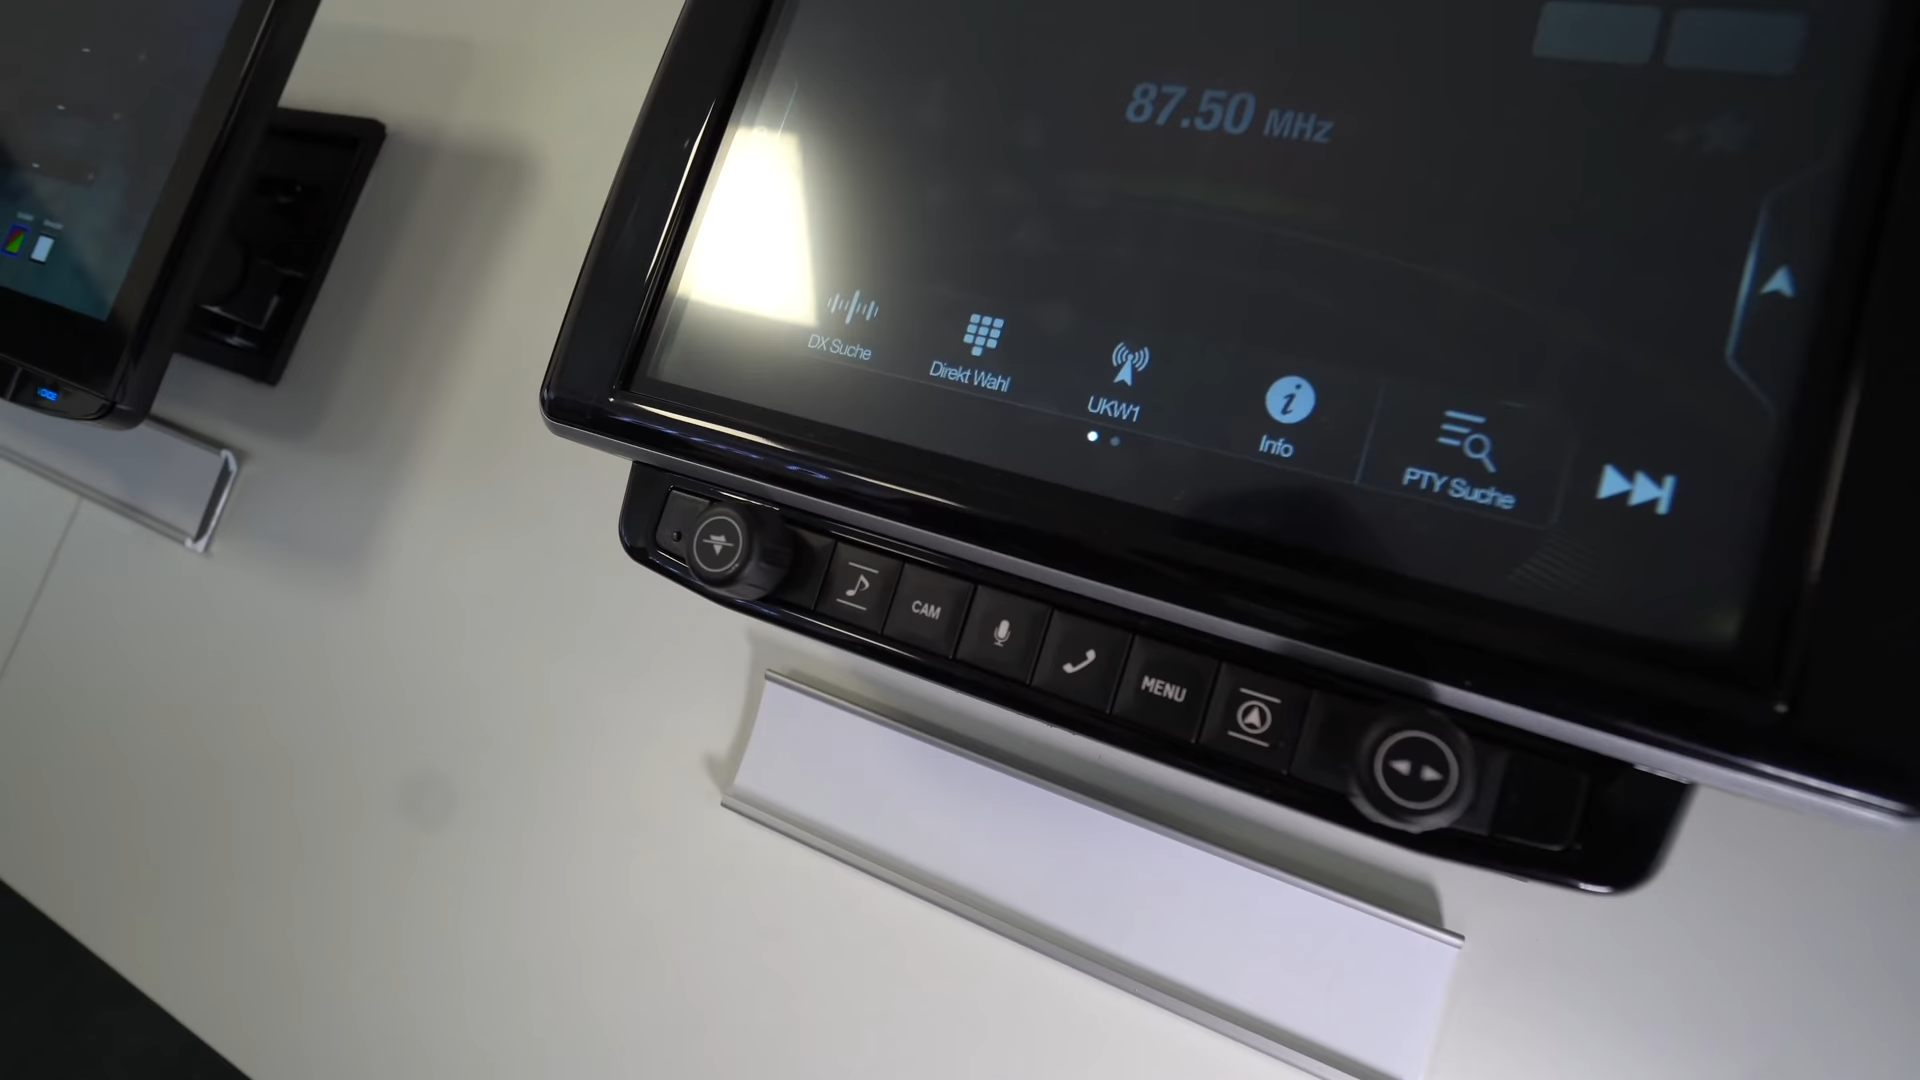 87.50 MHz
DX Suche
Direkt Wahl
UKW1
Info
PTY Suche
CAM
MENU